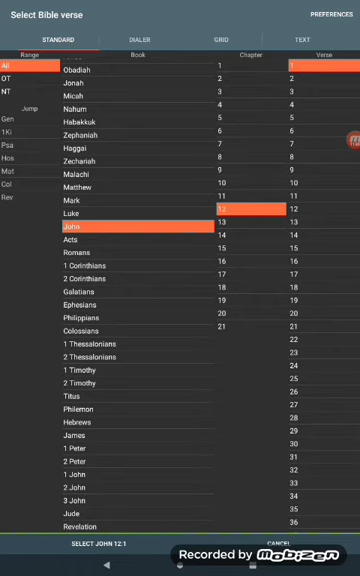 Select Bible verse
PREFERENCES
STANDARD
DIALER
GRID
TEXT
Range
Book
Chapter
Verse
All
OT
NT
Jump
Gen
1Ki
Psa
Hos
Mat
Col
Rev
Obadiah
Jonah
Micah
Nahum
Habakkuk
Zephaniah
Haggai
Zechariah
Malachi
Matthew
Mark
Luke
John
Acts
Romans
1 Corinthians
2 Corinthians
Galatians
Ephesians
Philippians
Colossians
1 Thessalonians
2 Thessalonians
1 Timothy
2 Timothy
Titus
Philemon
Hebrews
James
1 Peter
2 Peter
1 John
2 John
3 John
Jude
Revelation
1
2
3
4
5
6
7
8
9
10
11
12
13
14
15
16
17
18
19
20
21
1
2
3
4
5
6
7
8
9
10
11
12
13
14
15
16
17
18
19
20
21
22
23
24
25
26
27
28
29
30
31
32
33
34
35
36
SELECT JOHN 12:1
CANCEL
Recorded by mobizen